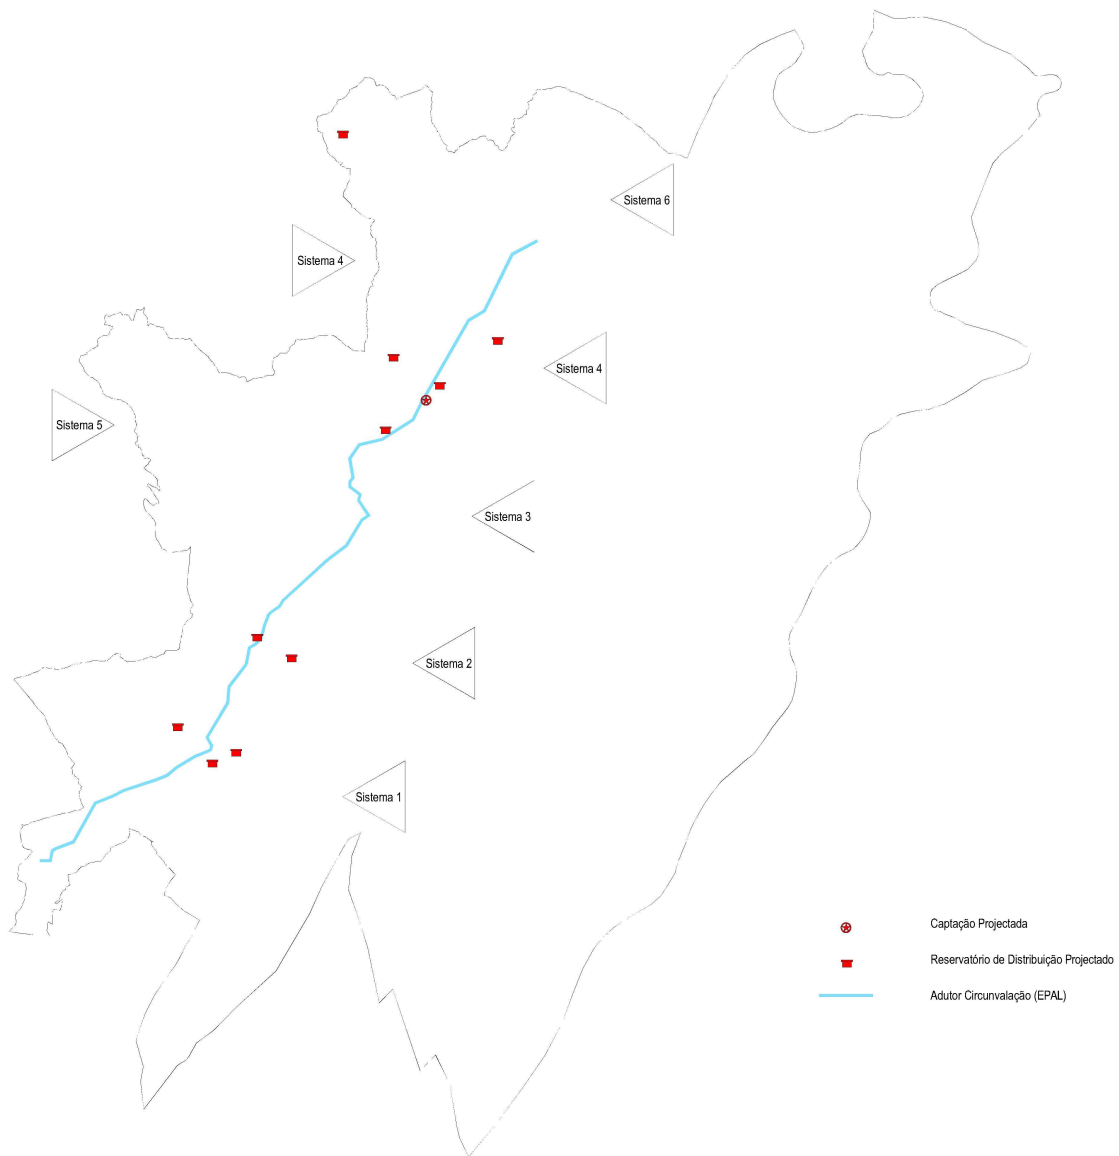 Sistema 6
Sistema 4
Sistema 4
Sistema 5
Sistema 3
Sistema 2
Sistema 1
Captação Projectada
Reservatório de Distribuição Projectado
Adutor Circunvalação (EPAL)